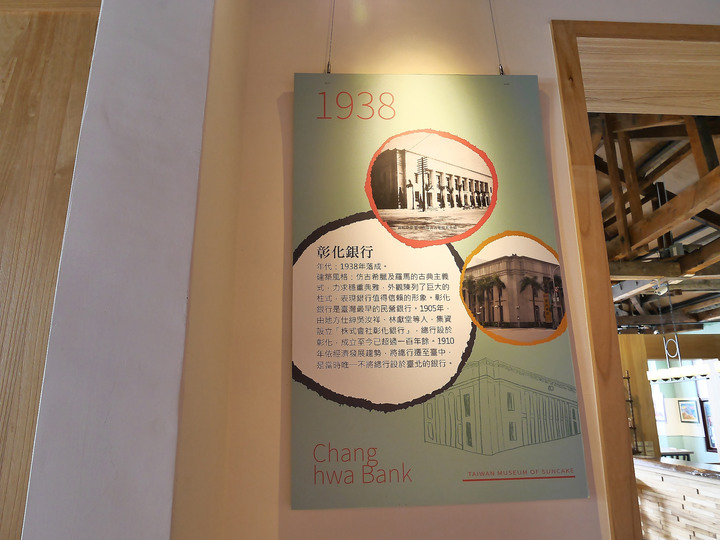 1938
彰化銀行
年代：1938年落成。
建築風格：仿古希臘及羅馬的古典主義
式，力求穩重典雅，外觀陳列了巨大的
柱式，表現銀行值得信賴的形象。彰化
銀行是臺灣最早的民營銀行。1905年，
由地方仕紳吳汝祥、林獻堂等人，集資
設立「株式會社彰化銀行」，總行設於
彰化，成立至今已超過一百年餘。1910
年依經濟發展趨勢，將總行遷至臺中，
是當時唯一不將總行設於臺北的銀行。
Chang
hwa Bank
TAIWAN MUSEUM OF SUNCAKE